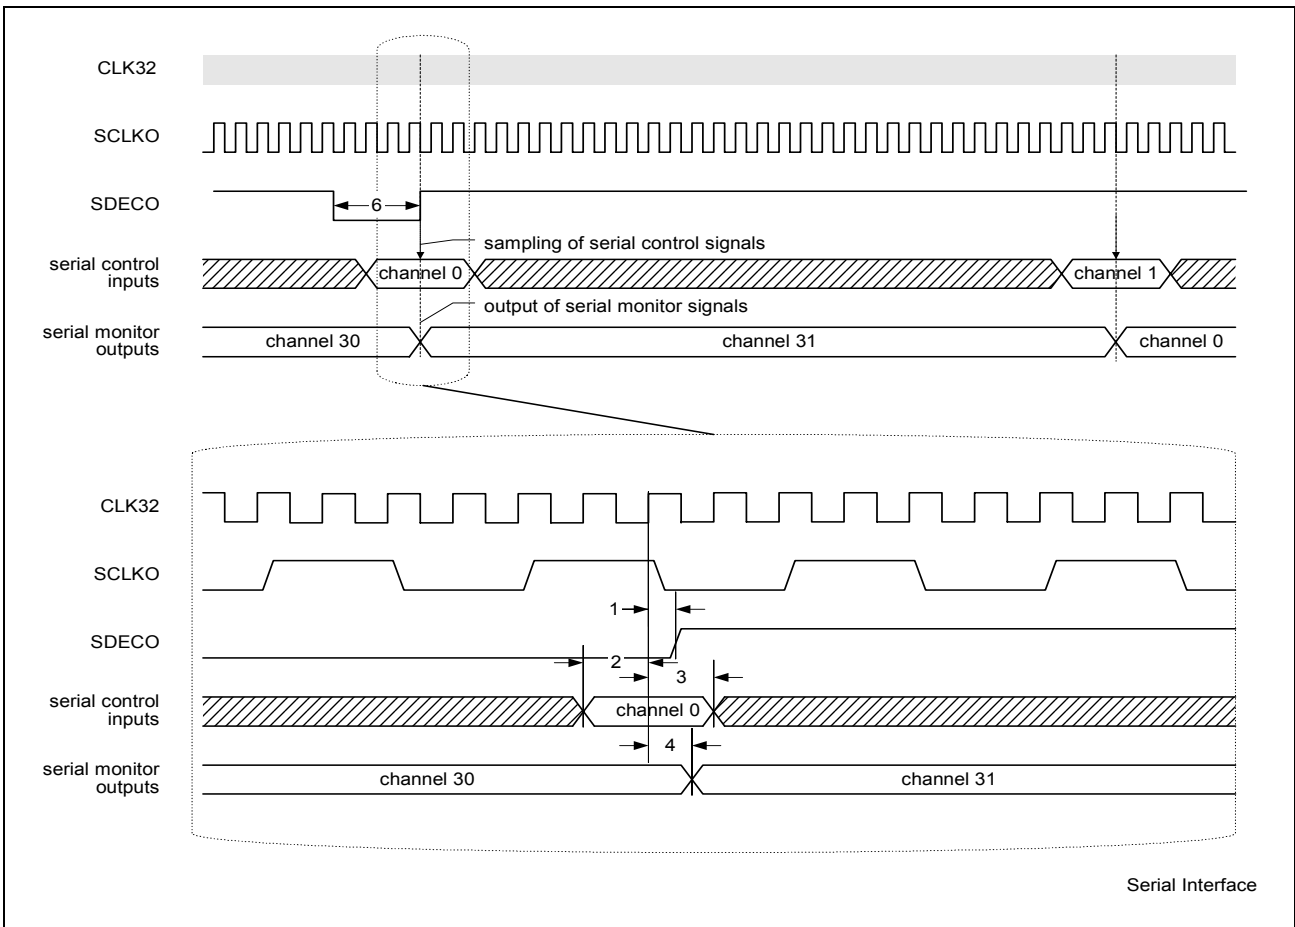 CLK32
SCLKO
SDECO
6
sampling of serial control signals
serial control
inputs
channel 0
channel 1
output of serial monitor signals
serial monitor
outputs
channel 30
channel 31
channel 0
CLK32
SCLKO
1
SDECO
2
3
serial control
inputs
channel 0
4
serial monitor
outputs
channel 30
channel 31
Serial Interface